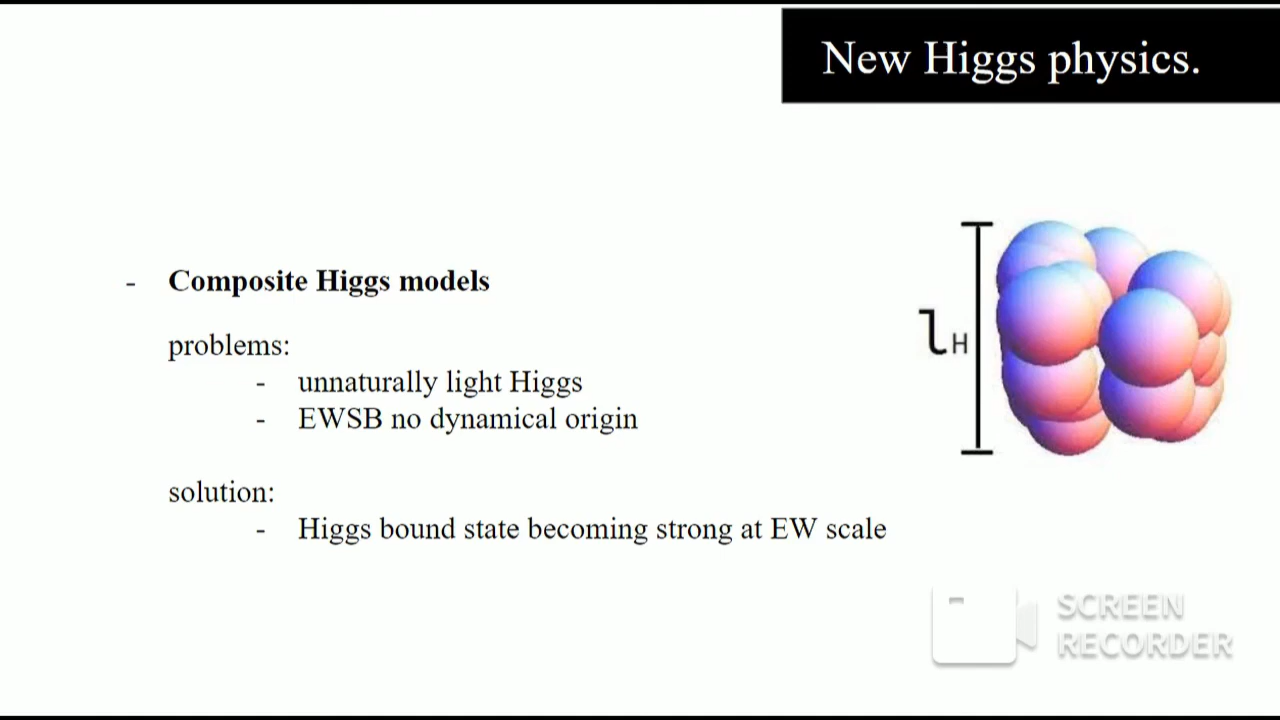 New Higgs physics.
- Composite Higgs models
problems:
- unnaturally light Higgs
- EWSB no dynamical origin
solution:
- Higgs bound state becoming strong at EW scale
lH
SCREEN
RECORDER